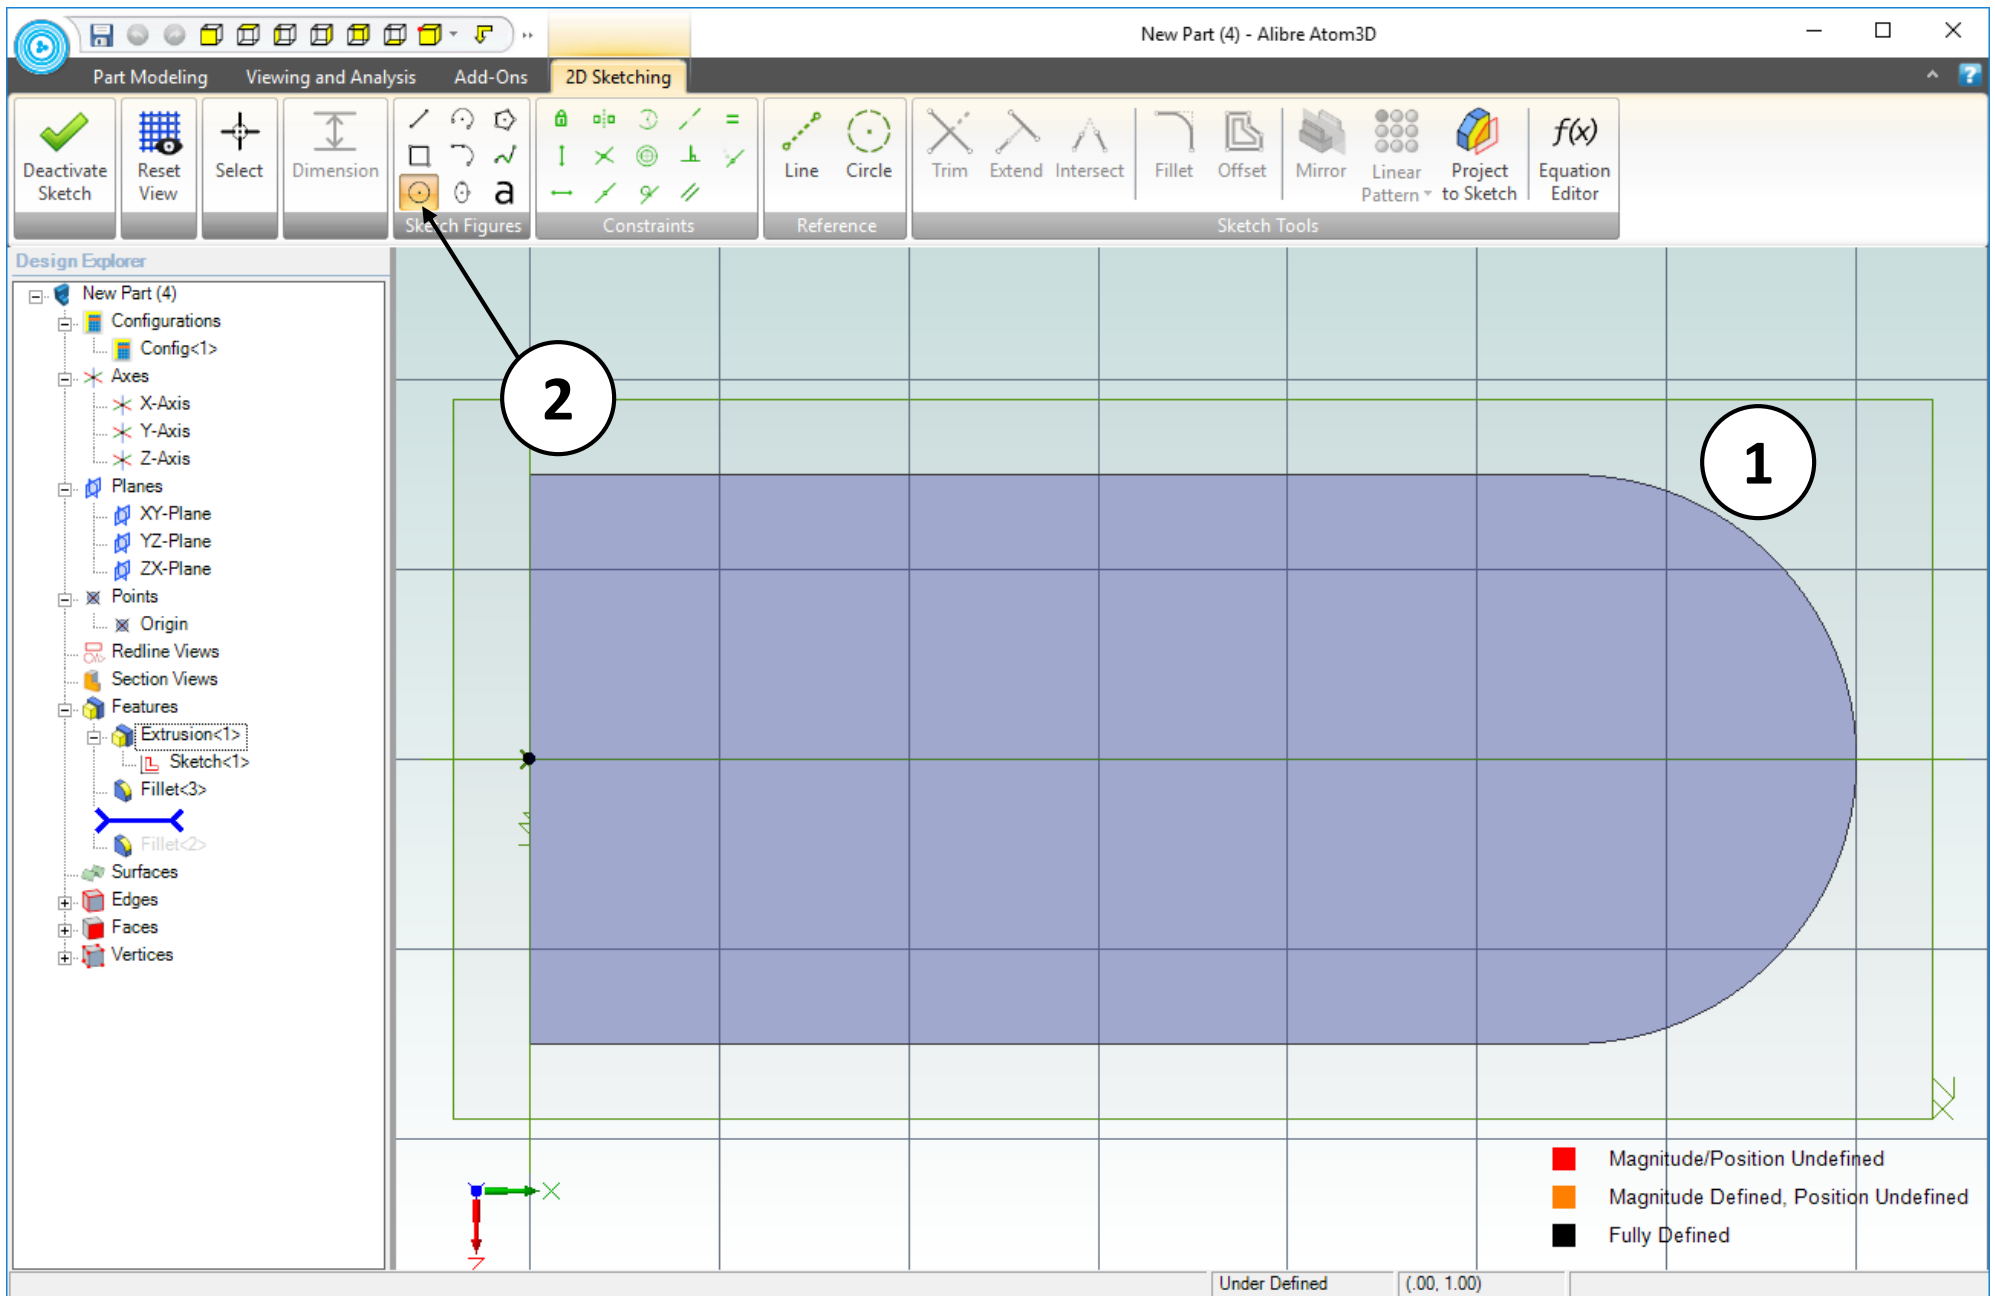 New Part (4) - Alibre Atom3D
Part Modeling Viewing and Analysis Add-Ons 2D Sketching
Deactivate Sketch
Reset View
Select
Dimension
a
Sketch Figures
Constraints
Line
Circle
Reference
Trim
Extend
Intersect
Fillet
Offset
Mirror
Linear Pattern
Project to Sketch
f(x)
Equation Editor
Sketch Tools
Design Explorer
New Part (4)
Configurations
Config<1>
Axes
X-Axis
Y-Axis
Z-Axis
Planes
XY-Plane
YZ-Plane
ZX-Plane
Points
Origin
Redline Views
Section Views
Features
Extrusion<1>
Sketch<1>
Fillet<3>
Fillet<2>
Surfaces
Edges
Faces
Vertices
2
1
X
Z
Magnitude/Position Undefined
Magnitude Defined, Position Undefined
Fully Defined
Under Defined
(.00, 1.00)